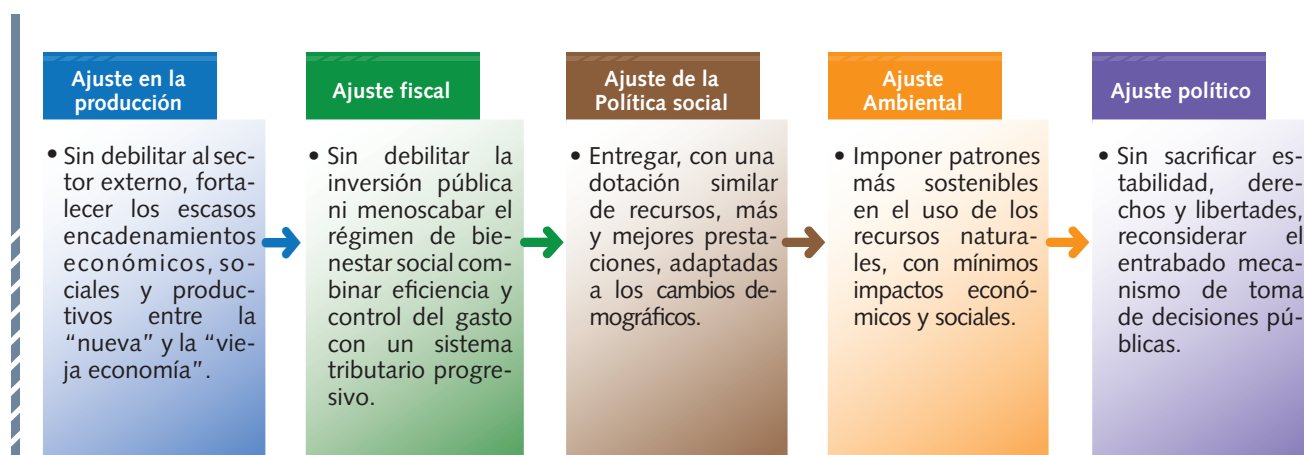 Ajuste en la
producción
• Sin debilitar al sec-
tor externo, forta-
lecer los escasos
encadenamientos
económicos, so-
ciales y produc-
tivos entre la
“nueva” y la “vie-
ja economía”.
Ajuste fiscal
• Sin debilitar la
inversión pública
ni menoscabar el
régimen de bie-
nestar social com-
binar eficiencia y
control del gasto
con un sistema
tributario progre-
sivo.
Ajuste de la
Política social
• Entregar, con una
dotación similar
de recursos, más
y mejores presta-
ciones, adaptadas
a los cambios de-
mográficos.
Ajuste
Ambiental
• Imponer patrones
más sostenibles
en el uso de los
recursos natura-
les, con mínimos
impactos econó-
micos y sociales.
Ajuste político
• Sin sacrificar es-
tabilidad, dere-
chos y libertades,
reconsiderar el
entrabado meca-
nismo de toma
de decisiones pú-
blicas.